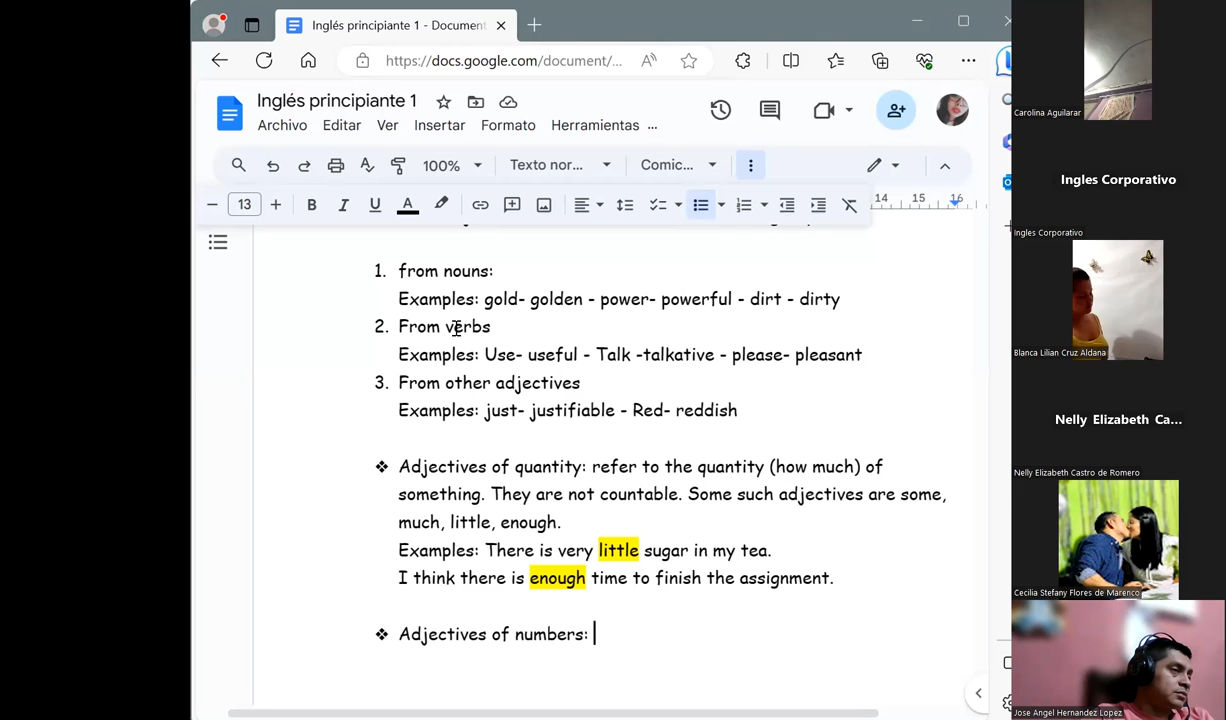 Inglés principiante 1 - Document
https://docs.google.com/document/...
Inglés principiante 1
Archivo Editar Ver Insertar Formato Herramientas ...
100% Texto nor... Comic...
13
14 15 16
1. from nouns:
Examples: gold- golden - power- powerful - dirt - dirty
2. From verbs
Examples: Use- useful - Talk -talkative - please- pleasant
3. From other adjectives
Examples: just- justifiable - Red- reddish
❖ Adjectives of quantity: refer to the quantity (how much) of
something. They are not countable. Some such adjectives are some,
much, little, enough.
Examples: There is very little sugar in my tea.
I think there is enough time to finish the assignment.
❖ Adjectives of numbers:
Carolina Aguilarar
Ingles Corporativo
Ingles Corporativo
Blanca Lilian Cruz Aldana
Nelly Elizabeth Ca...
Nelly Elizabeth Castro de Romero
Cecilia Stefany Flores de Marenco
Jose Angel Hernandez Lopez